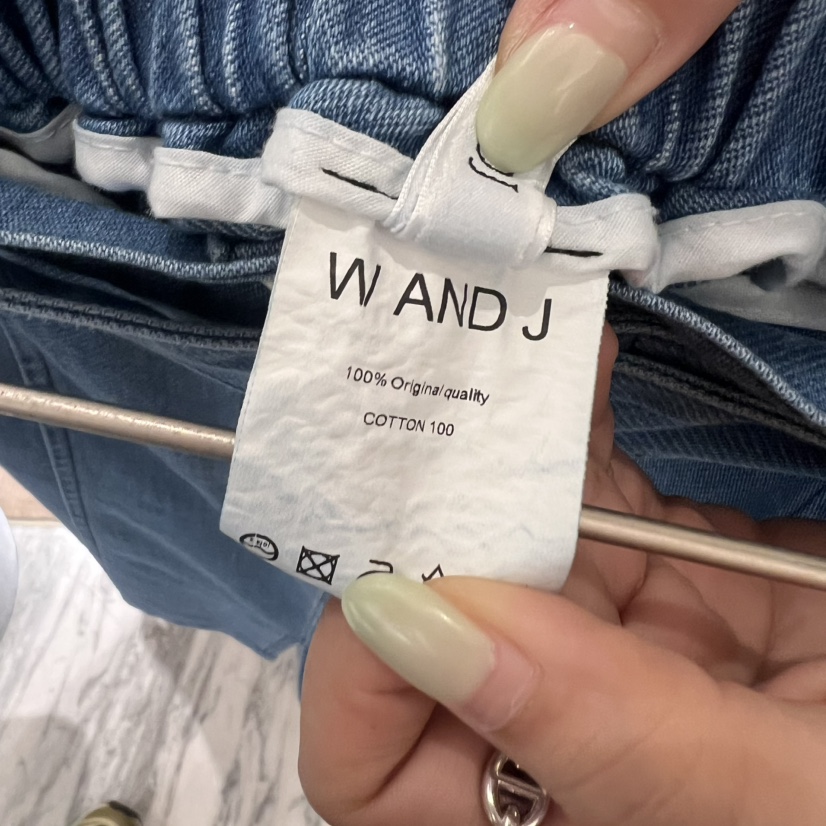 W AND J
100% Original quality
COTTON 100